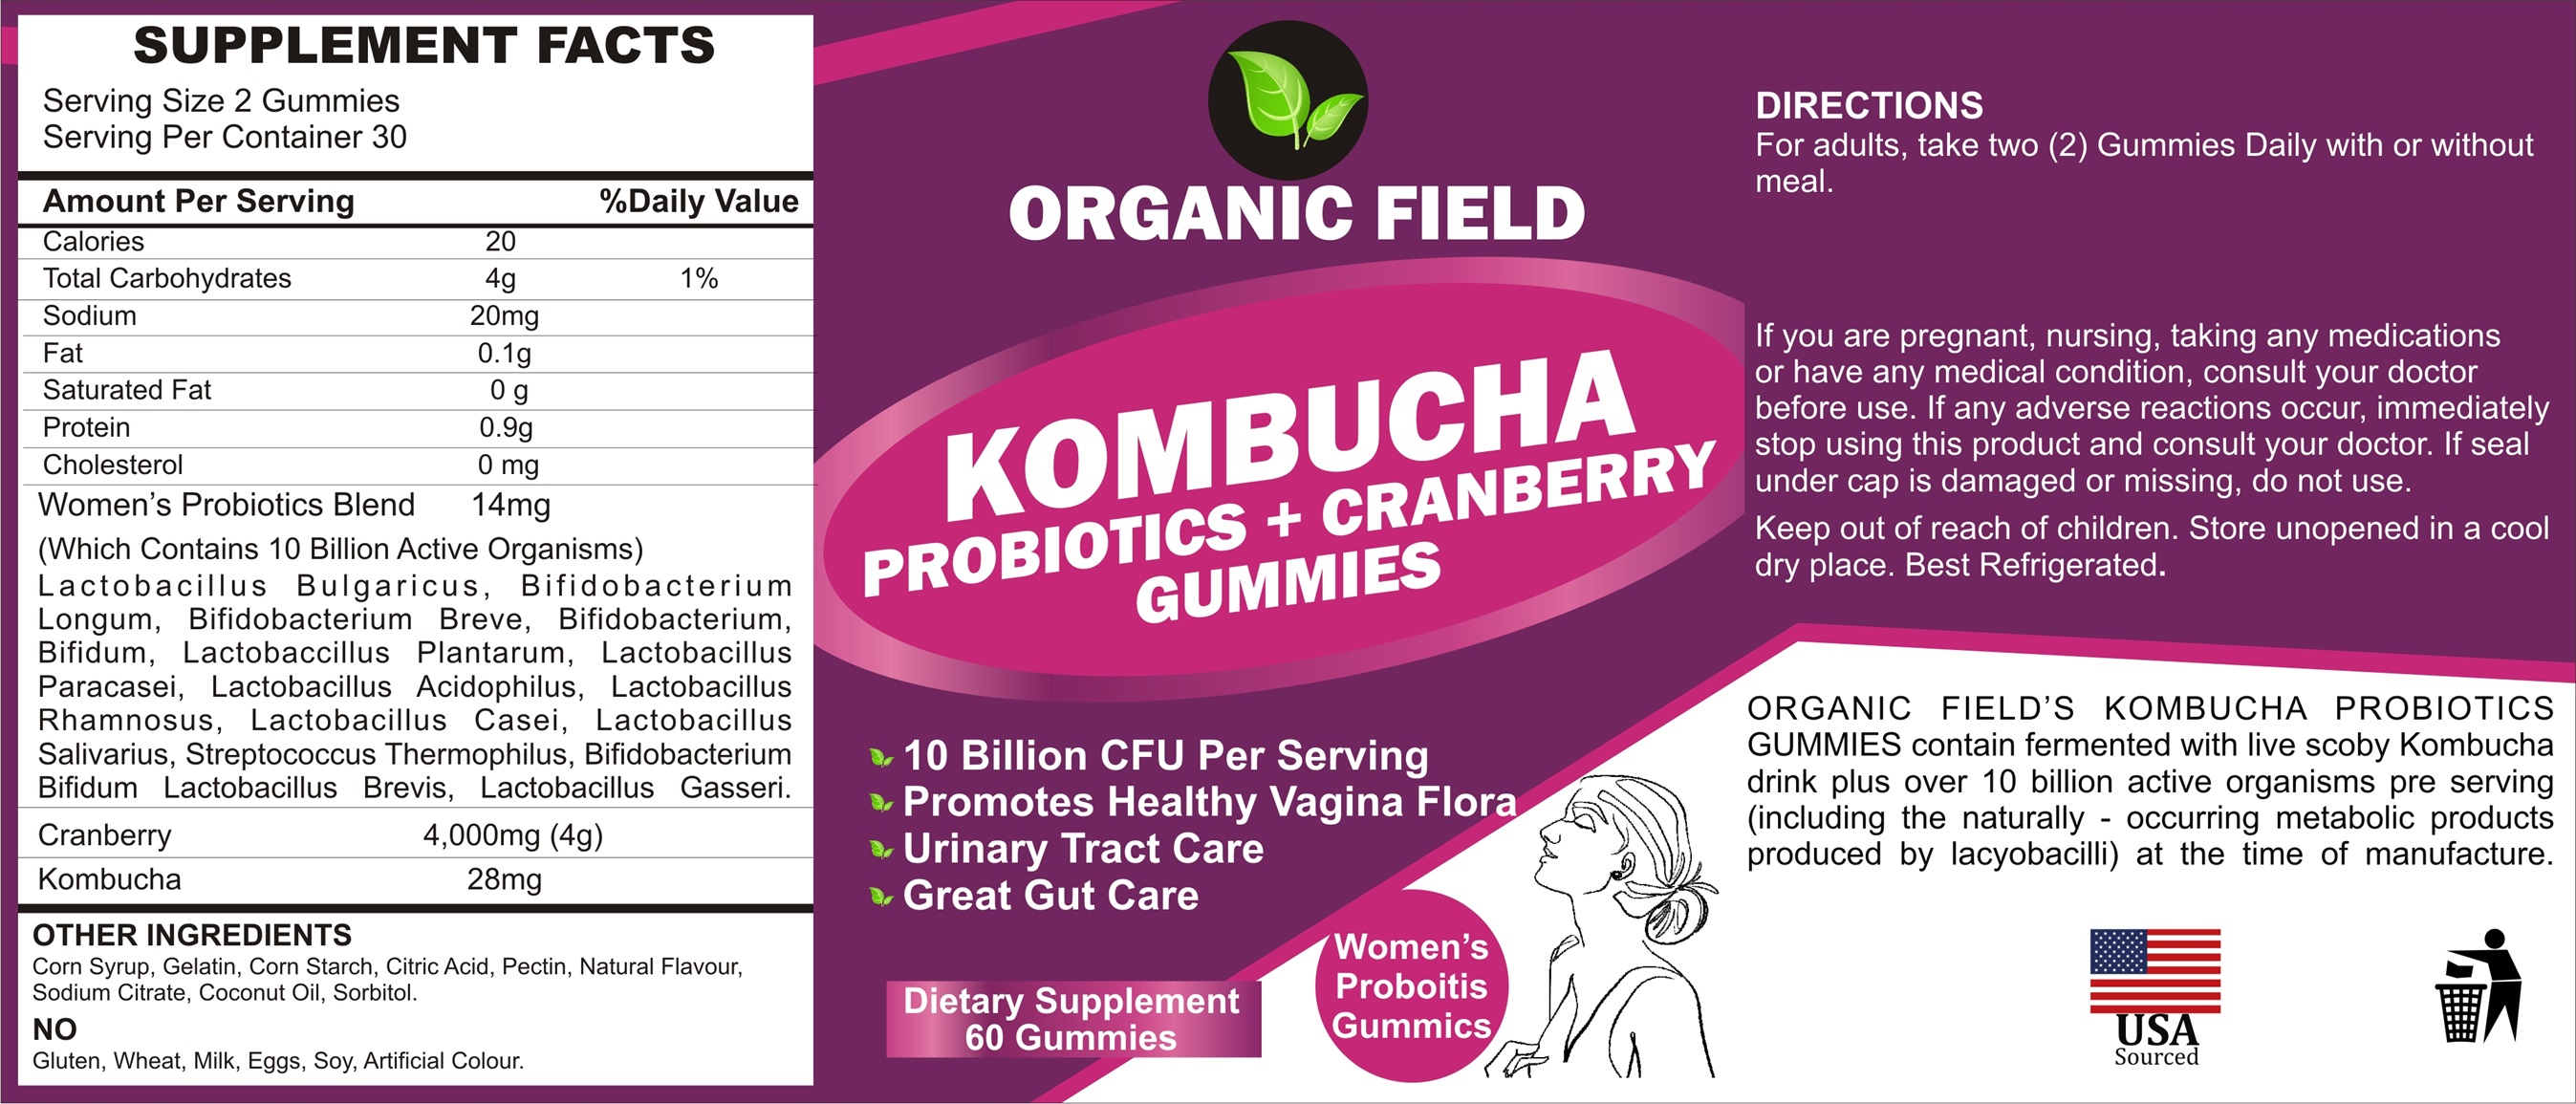 SUPPLEMENT FACTS
Serving Size 2 Gummies
Serving Per Container 30
Amount Per Serving %Daily Value
Calories 20
Total Carbohydrates 4g 1%
Sodium 20mg
Fat 0.1g
Saturated Fat 0 g
Protein 0.9g
Cholesterol 0 mg
Women's Probiotics Blend 14mg
(Which Contains 10 Billion Active Organisms)
Lactobacillus Bulgaricus, Bifidobacterium
Longum, Bifidobacterium Breve, Bifidobacterium,
Bifidum, Lactobaccillus Plantarum, Lactobacillus
Paracasei, Lactobacillus Acidophilus, Lactobacillus
Rhamnosus, Lactobacillus Casei, Lactobacillus
Salivarius, Streptococcus Thermophilus, Bifidobacterium
Bifidum Lactobacillus Brevis, Lactobacillus Gasseri.
Cranberry 4,000mg (4g)
Kombucha 28mg
OTHER INGREDIENTS
Corn Syrup, Gelatin, Corn Starch, Citric Acid, Pectin, Natural Flavour,
Sodium Citrate, Coconut Oil, Sorbitol.
NO
Gluten, Wheat, Milk, Eggs, Soy, Artificial Colour.
ORGANIC FIELD
KOMBUCHA
PROBIOTICS + CRANBERRY
GUMMIES
10 Billion CFU Per Serving
Promotes Healthy Vagina Flora
Urinary Tract Care
Great Gut Care
Dietary Supplement
60 Gummies
Women's
Proboitis
Gummics
DIRECTIONS
For adults, take two (2) Gummies Daily with or without
meal.
If you are pregnant, nursing, taking any medications
or have any medical condition, consult your doctor
before use. If any adverse reactions occur, immediately
stop using this product and consult your doctor. If seal
under cap is damaged or missing, do not use.
Keep out of reach of children. Store unopened in a cool
dry place. Best Refrigerated.
ORGANIC FIELD'S KOMBUCHA PROBIOTICS
GUMMIES contain fermented with live scoby Kombucha
drink plus over 10 billion active organisms pre serving
(including the naturally - occurring metabolic products
produced by lacyobacilli) at the time of manufacture.
USA
Sourced